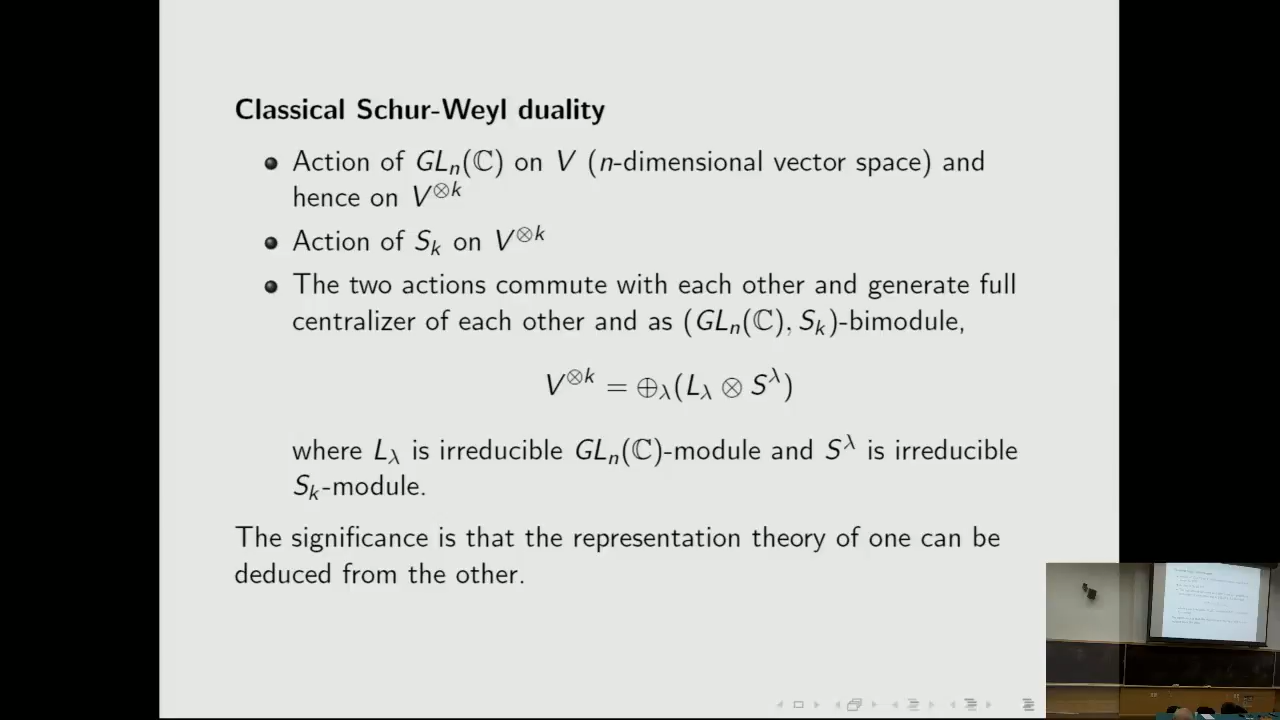 Classical Schur-Weyl duality
Action of GLₙ(ℂ) on V (n-dimensional vector space) and
hence on V^{⊗k}
Action of Sₖ on V^{⊗k}
The two actions commute with each other and generate full
centralizer of each other and as (GLₙ(ℂ), Sₖ)-bimodule,
V^{⊗k} = ⊕_λ(L_λ ⊗ S^λ)
where L_λ is irreducible GLₙ(ℂ)-module and S^λ is irreducible
Sₖ-module.
The significance is that the representation theory of one can be
deduced from the other.